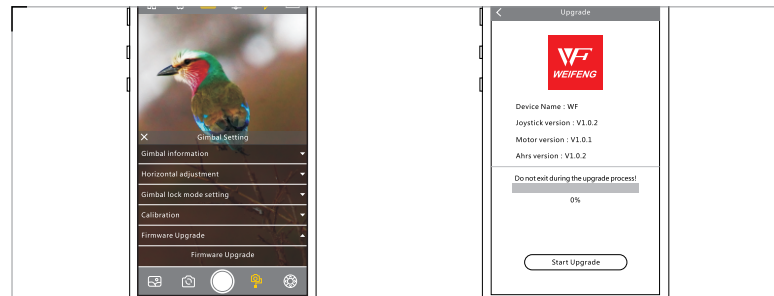 Gimbal Setting
Gimbal information
Horizontal adjustment
Gimbal lock mode setting
Calibration
Firmware Upgrade
Firmware Upgrade
Upgrade
WF
WEIFENG
Device Name : WF
Joystick version : V1.0.2
Motor version : V1.0.1
Ahrs version : V1.0.2
Do not exit during the upgrade process!
0%
Start Upgrade